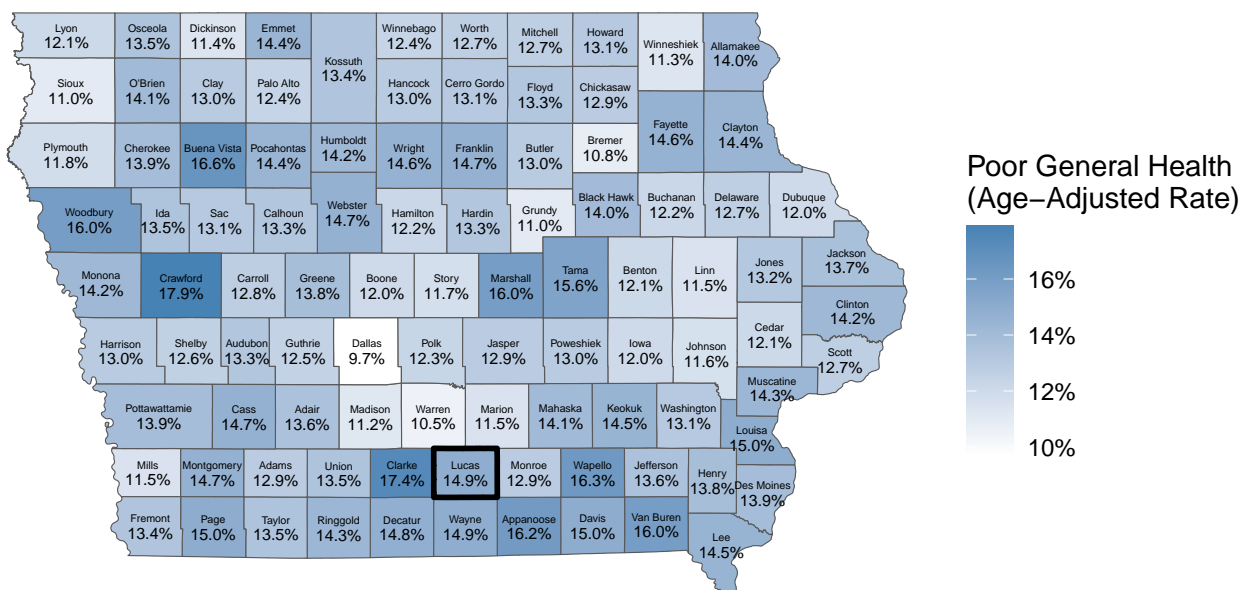 Lyon
12.1%
Osceola
13.5%
Dickinson
11.4%
Emmet
14.4%
Kossuth
13.4%
Winnebago
12.4%
Worth
12.7%
Mitchell
12.7%
Howard
13.1%
Winneshiek
11.3%
Allamakee
14.0%
Sioux
11.0%
O'Brien
14.1%
Clay
13.0%
Palo Alto
12.4%
Hancock
13.0%
Cerro Gordo
13.1%
Floyd
13.3%
Chickasaw
12.9%
Plymouth
11.8%
Cherokee
13.9%
Buena Vista
16.6%
Pocahontas
14.4%
Humboldt
14.2%
Wright
14.6%
Franklin
14.7%
Butler
13.0%
Bremer
10.8%
Fayette
14.6%
Clayton
14.4%
Woodbury
16.0%
Ida
13.5%
Sac
13.1%
Calhoun
13.3%
Webster
14.7%
Hamilton
12.2%
Hardin
13.3%
Grundy
11.0%
Black Hawk
14.0%
Buchanan
12.2%
Delaware
12.7%
Dubuque
12.0%
Monona
14.2%
Crawford
17.9%
Carroll
12.8%
Greene
13.8%
Boone
12.0%
Story
11.7%
Marshall
16.0%
Tama
15.6%
Benton
12.1%
Linn
11.5%
Jones
13.2%
Jackson
13.7%
Clinton
14.2%
Harrison
13.0%
Shelby
12.6%
Audubon
13.3%
Guthrie
12.5%
Dallas
9.7%
Polk
12.3%
Jasper
12.9%
Poweshiek
13.0%
Iowa
12.0%
Johnson
11.6%
Cedar
12.1%
Scott
12.7%
Muscatine
14.3%
Pottawattamie
13.9%
Cass
14.7%
Adair
13.6%
Madison
11.2%
Warren
10.5%
Marion
11.5%
Mahaska
14.1%
Keokuk
14.5%
Washington
13.1%
Louisa
15.0%
Mills
11.5%
Montgomery
14.7%
Adams
12.9%
Union
13.5%
Clarke
17.4%
Lucas
14.9%
Monroe
12.9%
Wapello
16.3%
Jefferson
13.6%
Henry
13.8%
Des Moines
13.9%
Fremont
13.4%
Page
15.0%
Taylor
13.5%
Ringgold
14.3%
Decatur
14.8%
Wayne
14.9%
Appanoose
16.2%
Davis
15.0%
Van Buren
16.0%
Lee
14.5%
Poor General Health
(Age−Adjusted Rate)
16%
14%
12%
10%